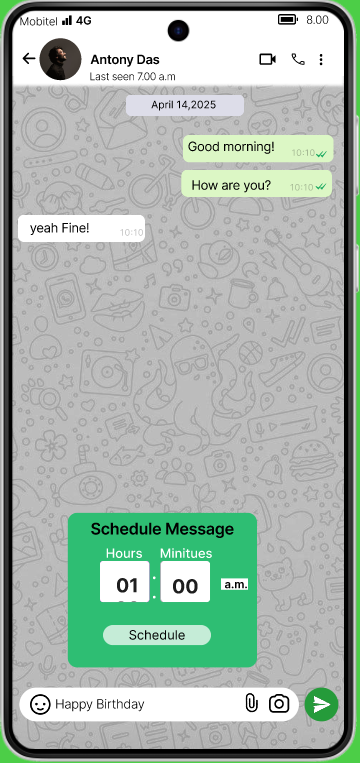 Mobitel 4G 8.00
Antony Das
Last seen 7.00 a.m
April 14,2025
Good morning! 10:10
How are you? 10:10
yeah Fine! 10:10
Schedule Message
Hours Minitues
01 : 00 a.m.
Schedule
Happy Birthday